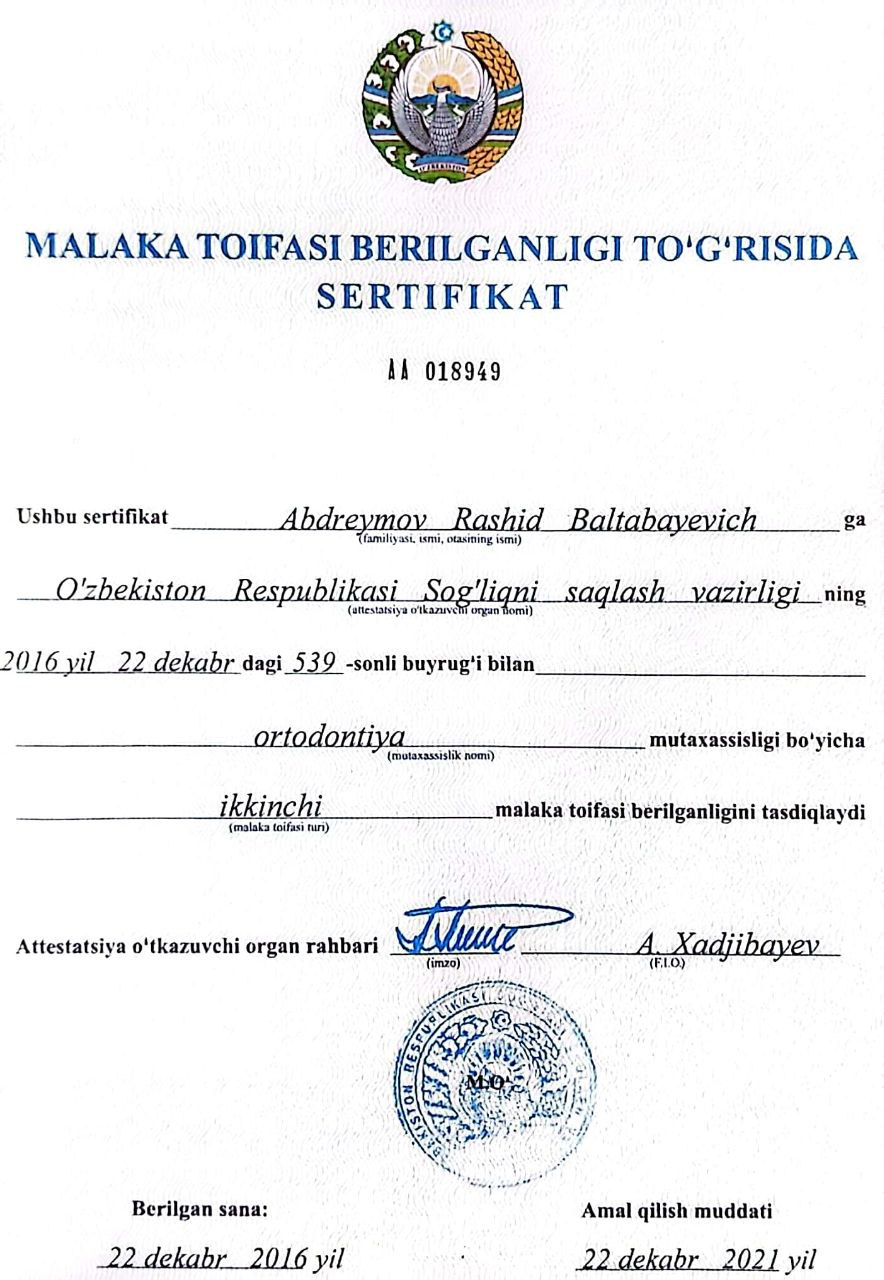 O'ZBEKISTON
MALAKA TOIFASI BERILGANLIGI TO'G'RISIDA
SERTIFIKAT
AA 018949
Ushbu sertifikat Abdreymov Rashid Baltabayevich ga
(familiyasi, ismi, otasining ismi)
O'zbekiston Respublikasi Sog'liqni saqlash vazirligi ning
(attestatsiya o'tkazuvchi organ nomi)
2016 yil 22 dekabr dagi 539 -sonli buyrug'i bilan
ortodontiya mutaxassisligi bo'yicha
(mutaxassislik nomi)
ikkinchi malaka toifasi berilganligini tasdiqlaydi
(malaka toifasi turi)
Attestatsiya o'tkazuvchi organ rahbari A. Xadjibayev
(imzo) (F.I.O.)
RESPUBLIKASI
M.O'
Berilgan sana: Amal qilish muddati
22 dekabr 2016 yil 22 dekabr 2021 yil